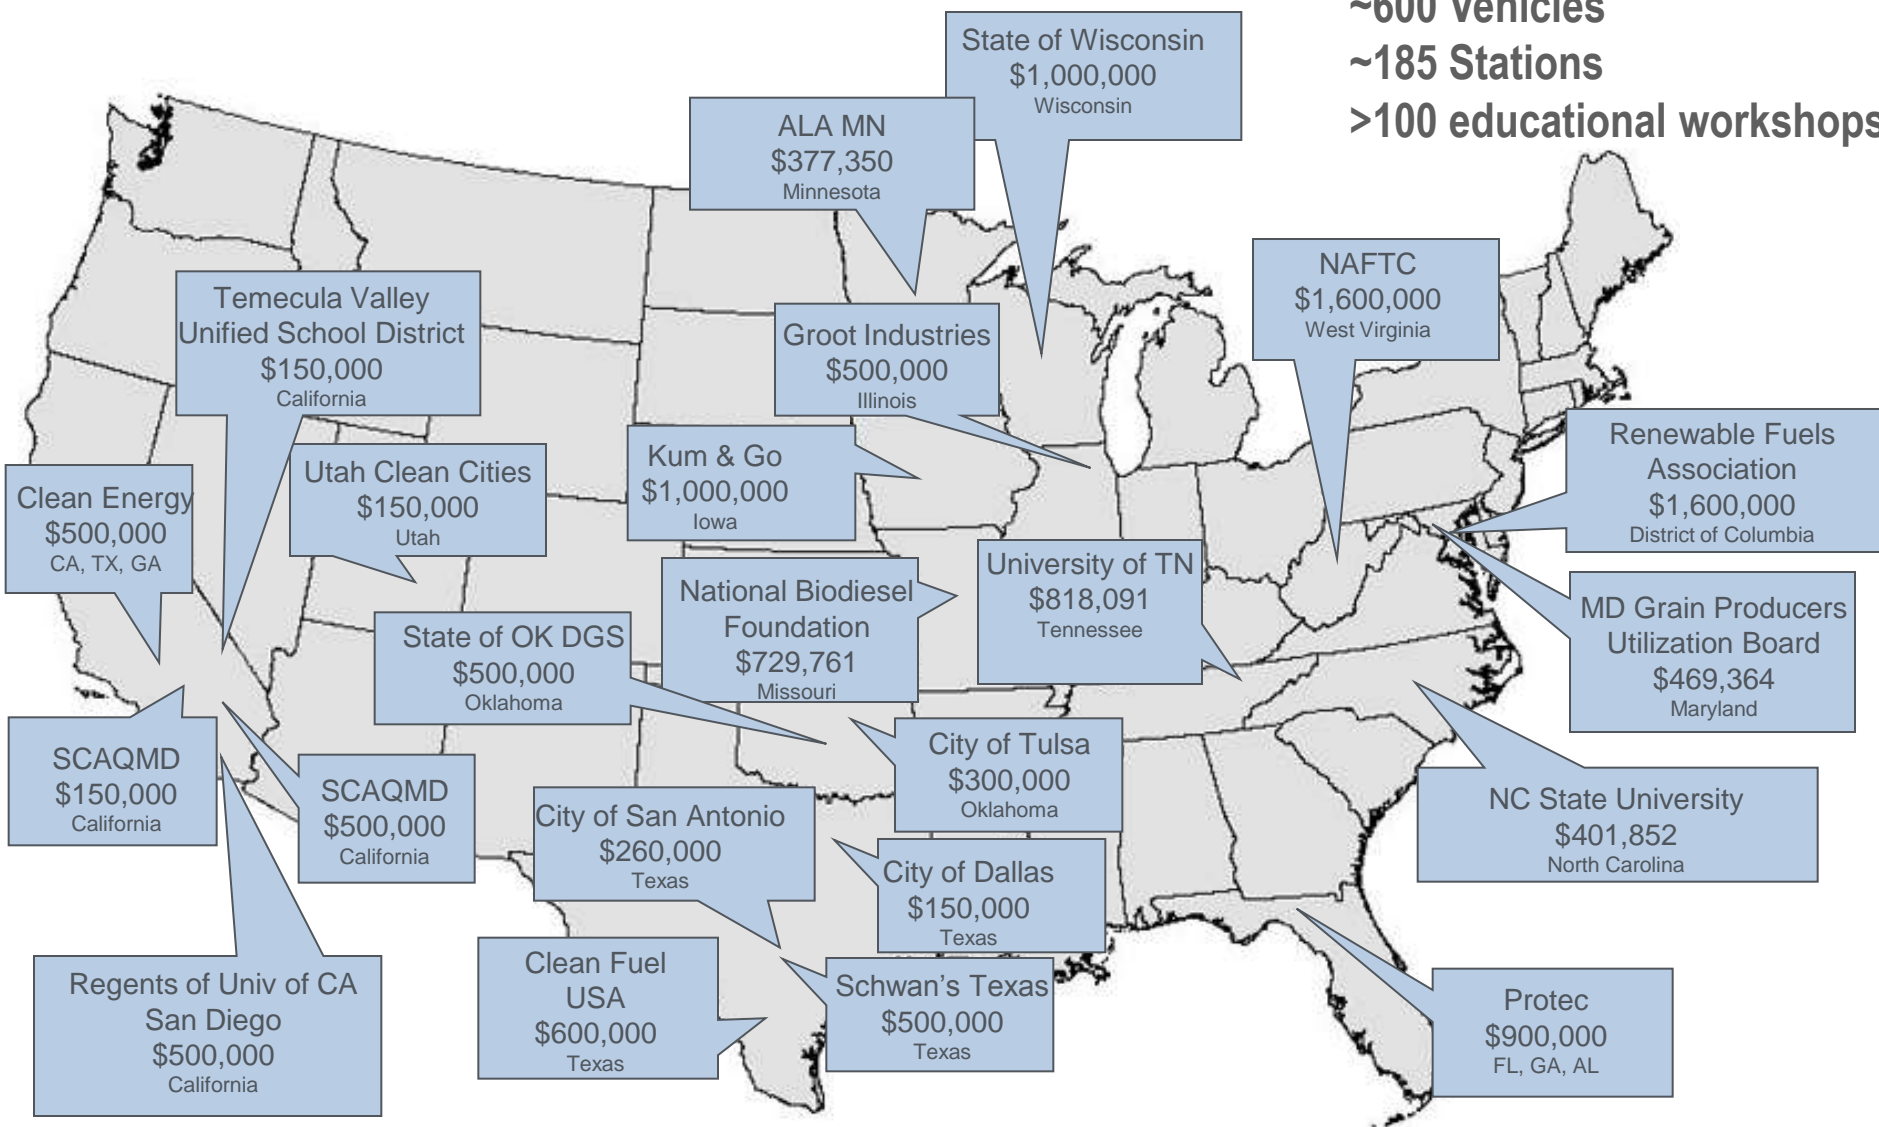 ~600 Vehicles
~185 Stations
>100 educational workshops
State of Wisconsin
$1,000,000
Wisconsin
ALA MN
$377,350
Minnesota
NAFTC
$1,600,000
West Virginia
Temecula Valley
Unified School District
$150,000
California
Groot Industries
$500,000
Illinois
Renewable Fuels
Association
$1,600,000
District of Columbia
Kum & Go
$1,000,000
Iowa
Utah Clean Cities
$150,000
Utah
Clean Energy
$500,000
CA, TX, GA
University of TN
$818,091
Tennessee
National Biodiesel
Foundation
$729,761
Missouri
MD Grain Producers
Utilization Board
$469,364
Maryland
State of OK DGS
$500,000
Oklahoma
SCAQMD
$150,000
California
SCAQMD
$500,000
California
City of Tulsa
$300,000
Oklahoma
City of San Antonio
$260,000
Texas
NC State University
$401,852
North Carolina
City of Dallas
$150,000
Texas
Regents of Univ of CA
San Diego
$500,000
California
Clean Fuel
USA
$600,000
Texas
Schwan’s Texas
$500,000
Texas
Protec
$900,000
FL, GA, AL